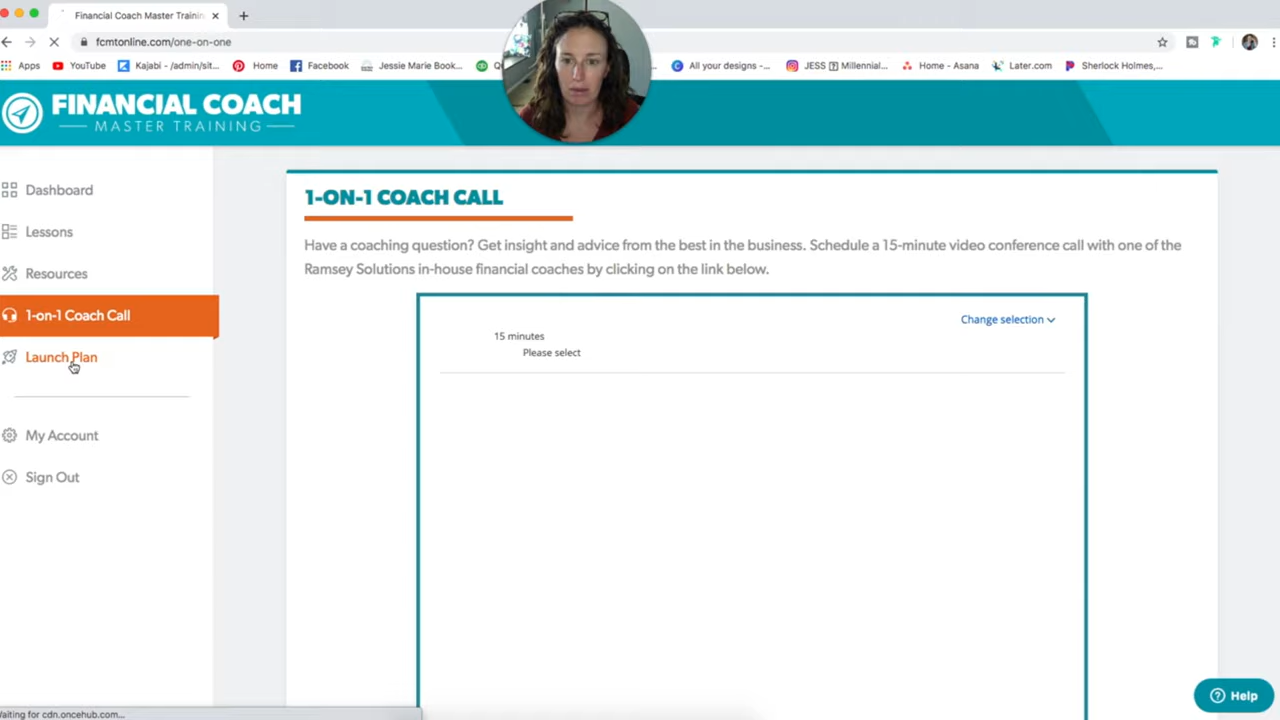 Financial Coach Master Trainin
fcmtonline.com/one-on-one
Apps YouTube Kajabi - /admin/sit... Home Facebook Jessie Marie Book... All your designs -... JESS Millennial... Home - Asana Later.com Sherlock Holmes,...
FINANCIAL COACH
MASTER TRAINING
Dashboard
Lessons
Resources
1-on-1 Coach Call
Launch Plan
My Account
Sign Out
1-ON-1 COACH CALL
Have a coaching question? Get insight and advice from the best in the business. Schedule a 15-minute video conference call with one of the
Ramsey Solutions in-house financial coaches by clicking on the link below.
Change selection
15 minutes
Please select
Help
Waiting for cdn.oncehub.com...